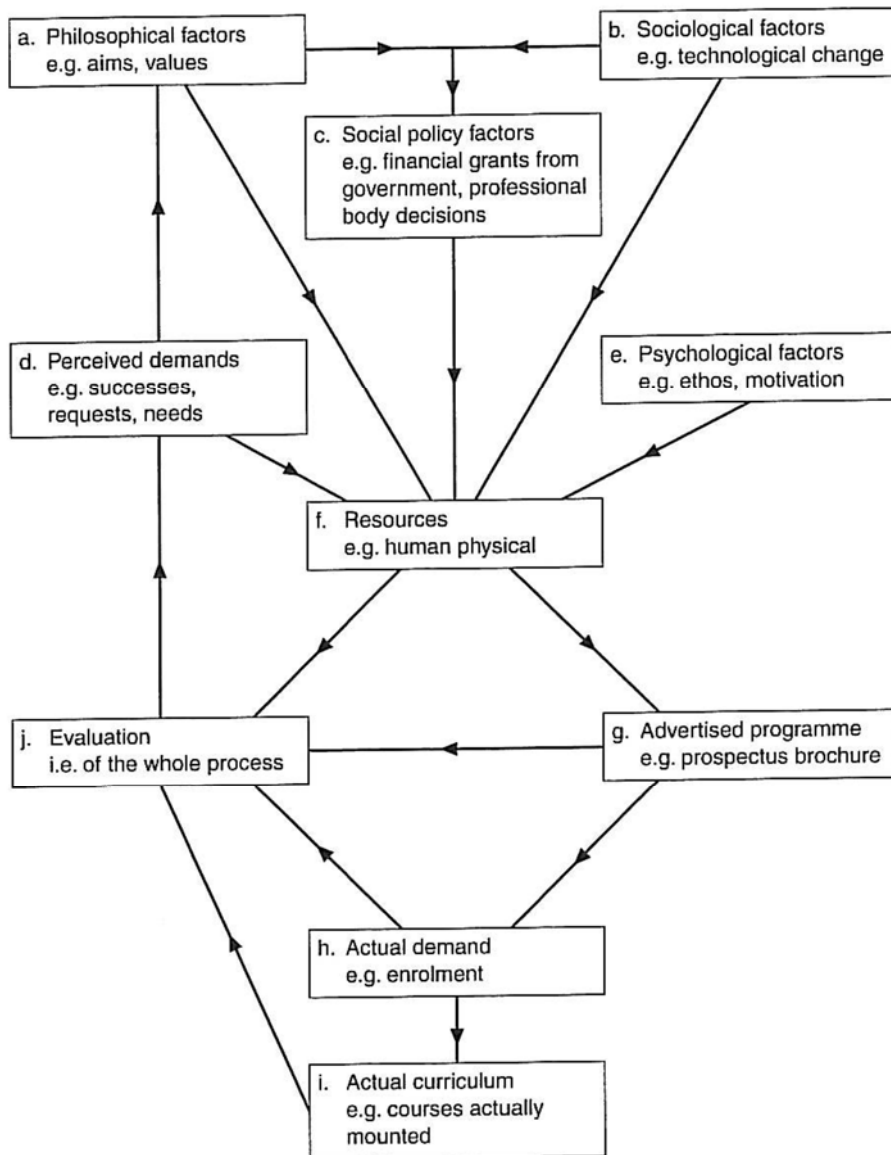 a. Philosophical factors
e.g. aims, values
b. Sociological factors
e.g. technological change
c. Social policy factors
e.g. financial grants from
government, professional
body decisions
d. Perceived demands
e.g. successes,
requests, needs
e. Psychological factors
e.g. ethos, motivation
f. Resources
e.g. human physical
j. Evaluation
i.e. of the whole process
g. Advertised programme
e.g. prospectus brochure
h. Actual demand
e.g. enrolment
i. Actual curriculum
e.g. courses actually
mounted